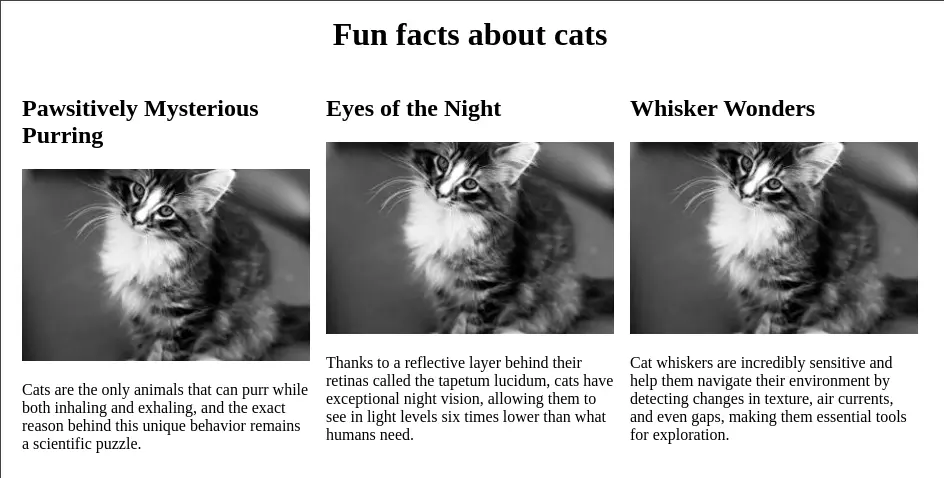 Fun facts about cats
Pawsitively Mysterious
Purring
Cats are the only animals that can purr while
both inhaling and exhaling, and the exact
reason behind this unique behavior remains
a scientific puzzle.
Eyes of the Night
Thanks to a reflective layer behind their
retinas called the tapetum lucidum, cats have
exceptional night vision, allowing them to
see in light levels six times lower than what
humans need.
Whisker Wonders
Cat whiskers are incredibly sensitive and
help them navigate their environment by
detecting changes in texture, air currents,
and even gaps, making them essential tools
for exploration.